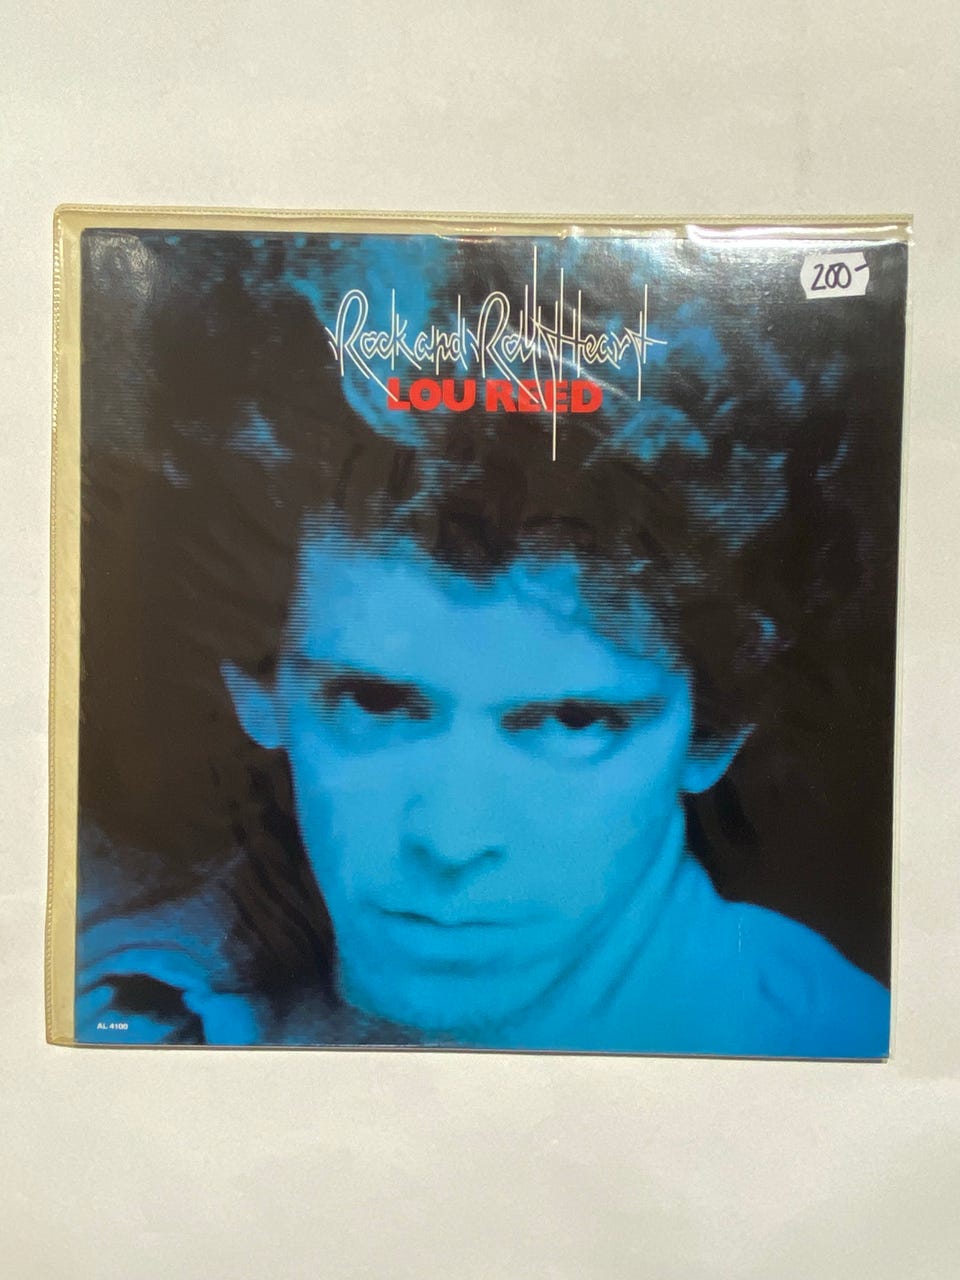 200-
Rock and Roll Heart
LOU REED
AL 4100